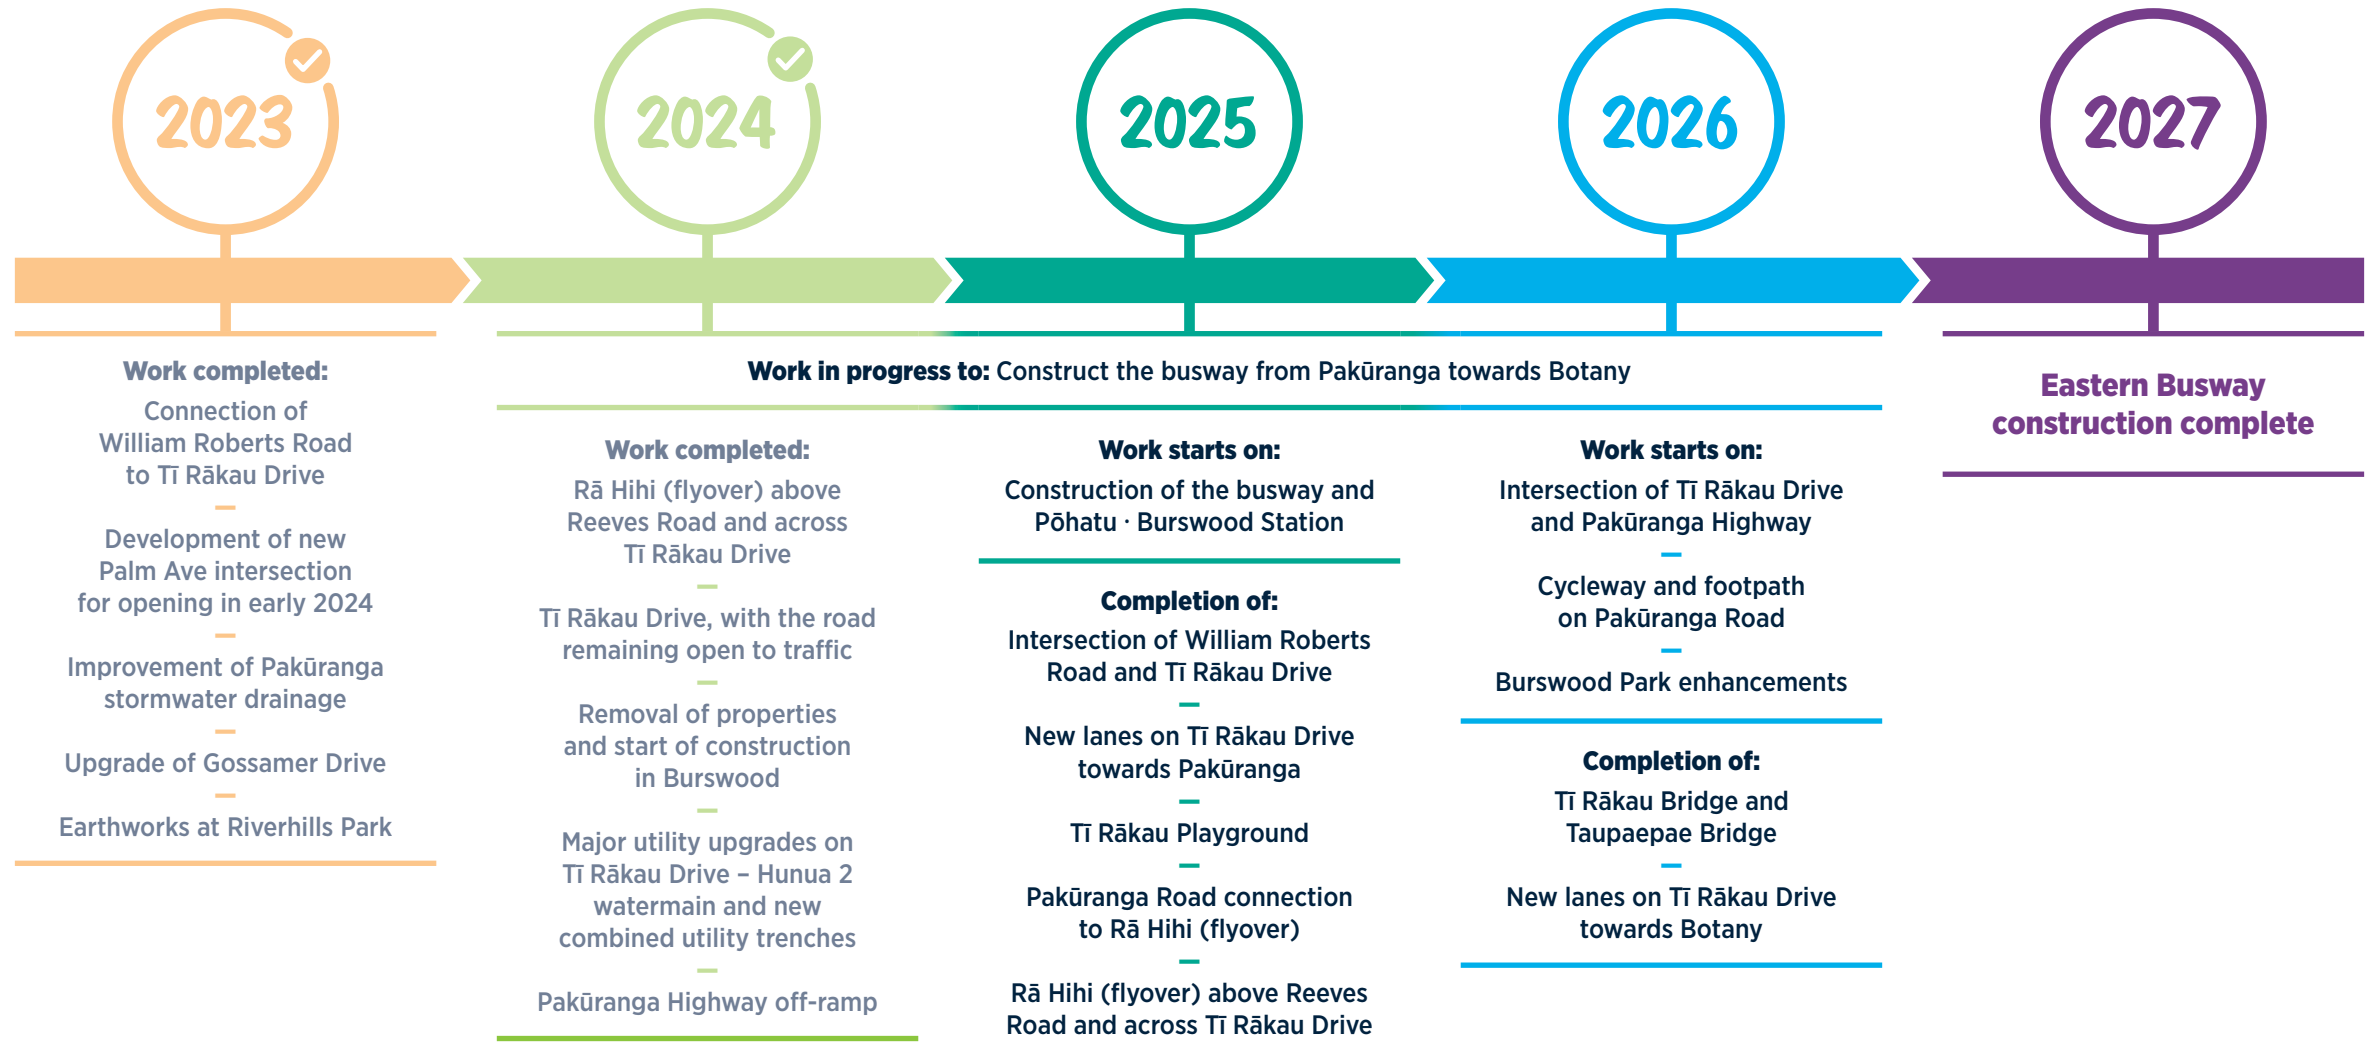 2023
2024
2025
2026
2027
Work completed:
Connection of
William Roberts Road
to Tī Rākau Drive
Development of new
Palm Ave intersection
for opening in early 2024
Improvement of Pakūranga
stormwater drainage
Upgrade of Gossamer Drive
Earthworks at Riverhills Park
Work in progress to: Construct the busway from Pakūranga towards Botany
Work completed:
Rā Hihi (flyover) above
Reeves Road and across
Tī Rākau Drive
Tī Rākau Drive, with the road
remaining open to traffic
Removal of properties
and start of construction
in Burswood
Major utility upgrades on
Tī Rākau Drive – Hunua 2
watermain and new
combined utility trenches
Pakūranga Highway off-ramp
Work starts on:
Construction of the busway and
Pōhatu · Burswood Station
Completion of:
Intersection of William Roberts
Road and Tī Rākau Drive
New lanes on Tī Rākau Drive
towards Pakūranga
Tī Rākau Playground
Pakūranga Road connection
to Rā Hihi (flyover)
Rā Hihi (flyover) above Reeves
Road and across Tī Rākau Drive
Work starts on:
Intersection of Tī Rākau Drive
and Pakūranga Highway
Cycleway and footpath
on Pakūranga Road
Burswood Park enhancements
Completion of:
Tī Rākau Bridge and
Taupaepae Bridge
New lanes on Tī Rākau Drive
towards Botany
Eastern Busway
construction complete